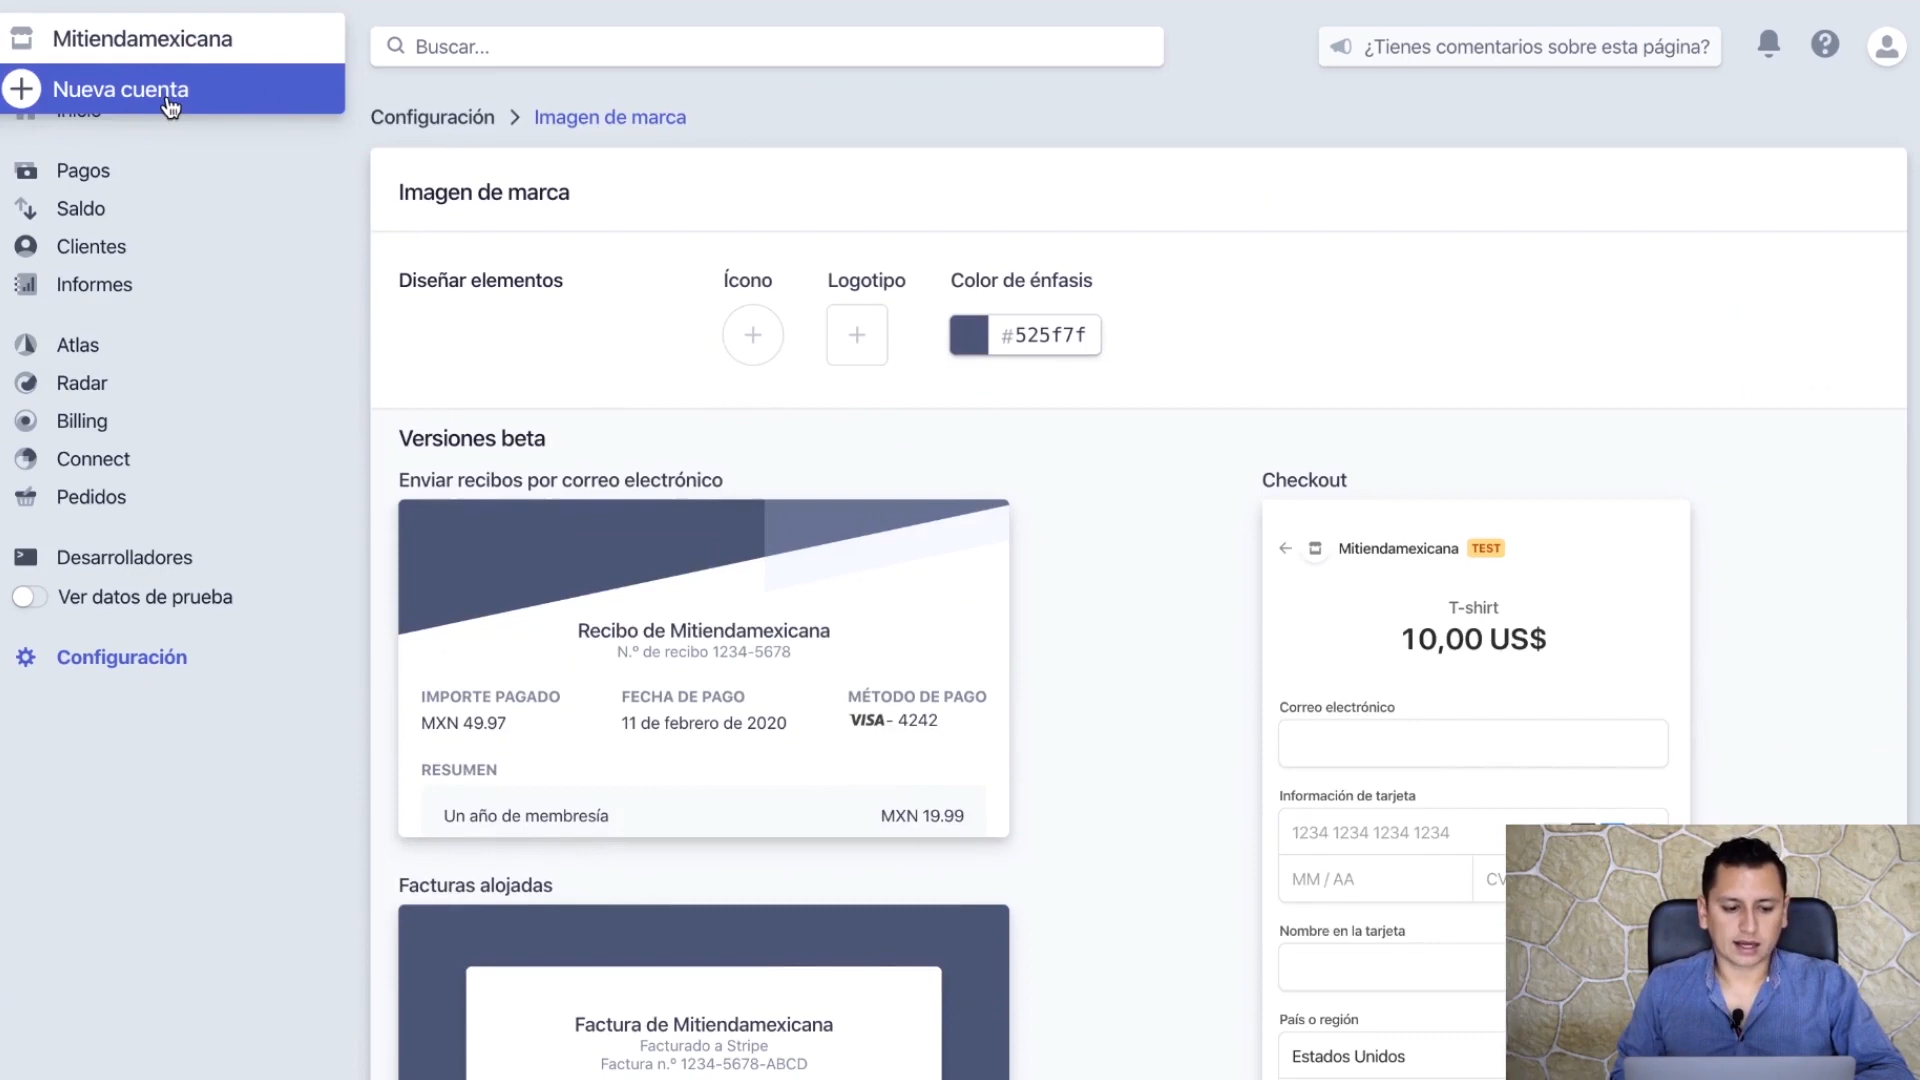 Mitiendamexicana
Nueva cuenta
Inicio
Pagos
Saldo
Clientes
Informes
Atlas
Radar
Billing
Connect
Pedidos
Desarrolladores
Ver datos de prueba
Configuración
Buscar...
¿Tienes comentarios sobre esta página?
Configuración > Imagen de marca
Imagen de marca
Diseñar elementos
Ícono
Logotipo
Color de énfasis
#525f7f
Versiones beta
Enviar recibos por correo electrónico
Recibo de Mitiendamexicana
N.º de recibo 1234-5678
IMPORTE PAGADO
MXN 49.97
FECHA DE PAGO
11 de febrero de 2020
MÉTODO DE PAGO
VISA - 4242
RESUMEN
Un año de membresía MXN 19.99
Facturas alojadas
Factura de Mitiendamexicana
Facturado a Stripe
Factura n.º 1234-5678-ABCD
Checkout
Mitiendamexicana TEST
T-shirt
10,00 US$
Correo electrónico
Información de tarjeta
1234 1234 1234 1234
MM / AA
CV
Nombre en la tarjeta
País o región
Estados Unidos